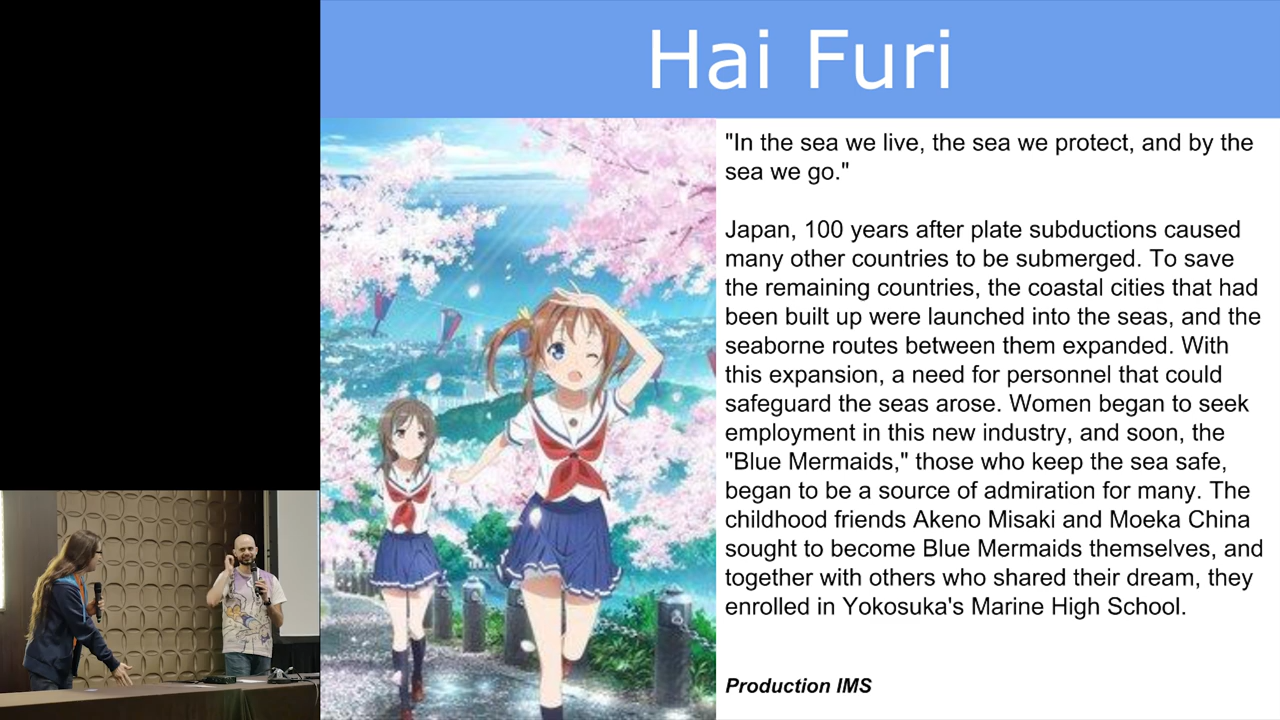 Hai Furi
"In the sea we live, the sea we protect, and by the
sea we go."
Japan, 100 years after plate subductions caused
many other countries to be submerged. To save
the remaining countries, the coastal cities that had
been built up were launched into the seas, and the
seaborne routes between them expanded. With
this expansion, a need for personnel that could
safeguard the seas arose. Women began to seek
employment in this new industry, and soon, the
"Blue Mermaids," those who keep the sea safe,
began to be a source of admiration for many. The
childhood friends Akeno Misaki and Moeka China
sought to become Blue Mermaids themselves, and
together with others who shared their dream, they
enrolled in Yokosuka's Marine High School.
Production IMS